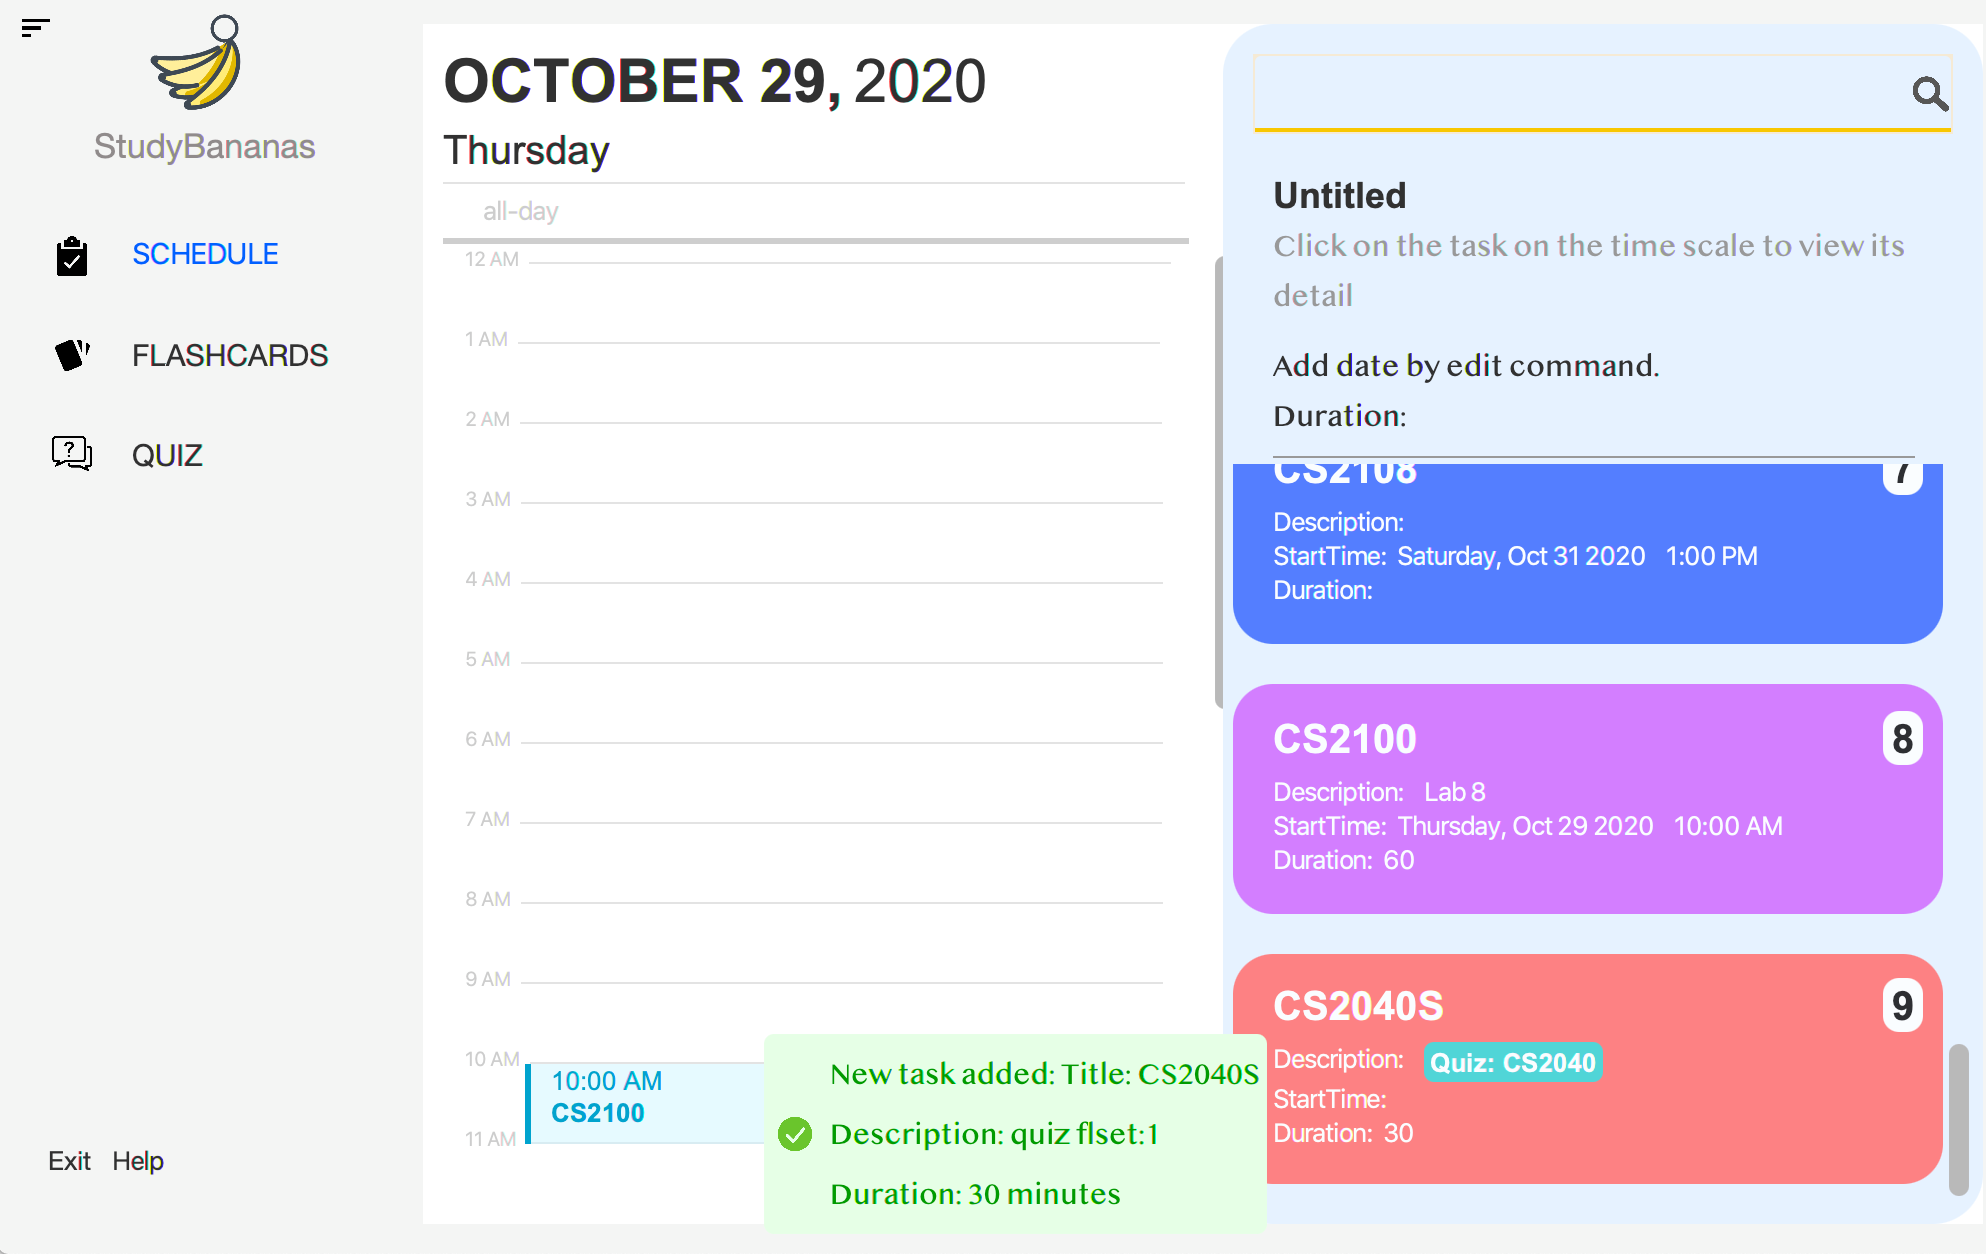 StudyBananas
SCHEDULE
FLASHCARDS
?
QUIZ
Exit Help
OCTOBER 29, 2020
Thursday
all-day
12 AM
1 AM
2 AM
3 AM
4 AM
5 AM
6 AM
7 AM
8 AM
9 AM
10 AM
10:00 AM
CS2100
11 AM
New task added: Title: CS2040S
Description: quiz flset:1
Duration: 30 minutes
Untitled
Click on the task on the time scale to view its
detail
Add date by edit command.
Duration:
CS2108 7
Description:
StartTime: Saturday, Oct 31 2020 1:00 PM
Duration:
CS2100 8
Description: Lab 8
StartTime: Thursday, Oct 29 2020 10:00 AM
Duration: 60
CS2040S 9
Description: Quiz: CS2040
StartTime:
Duration: 30